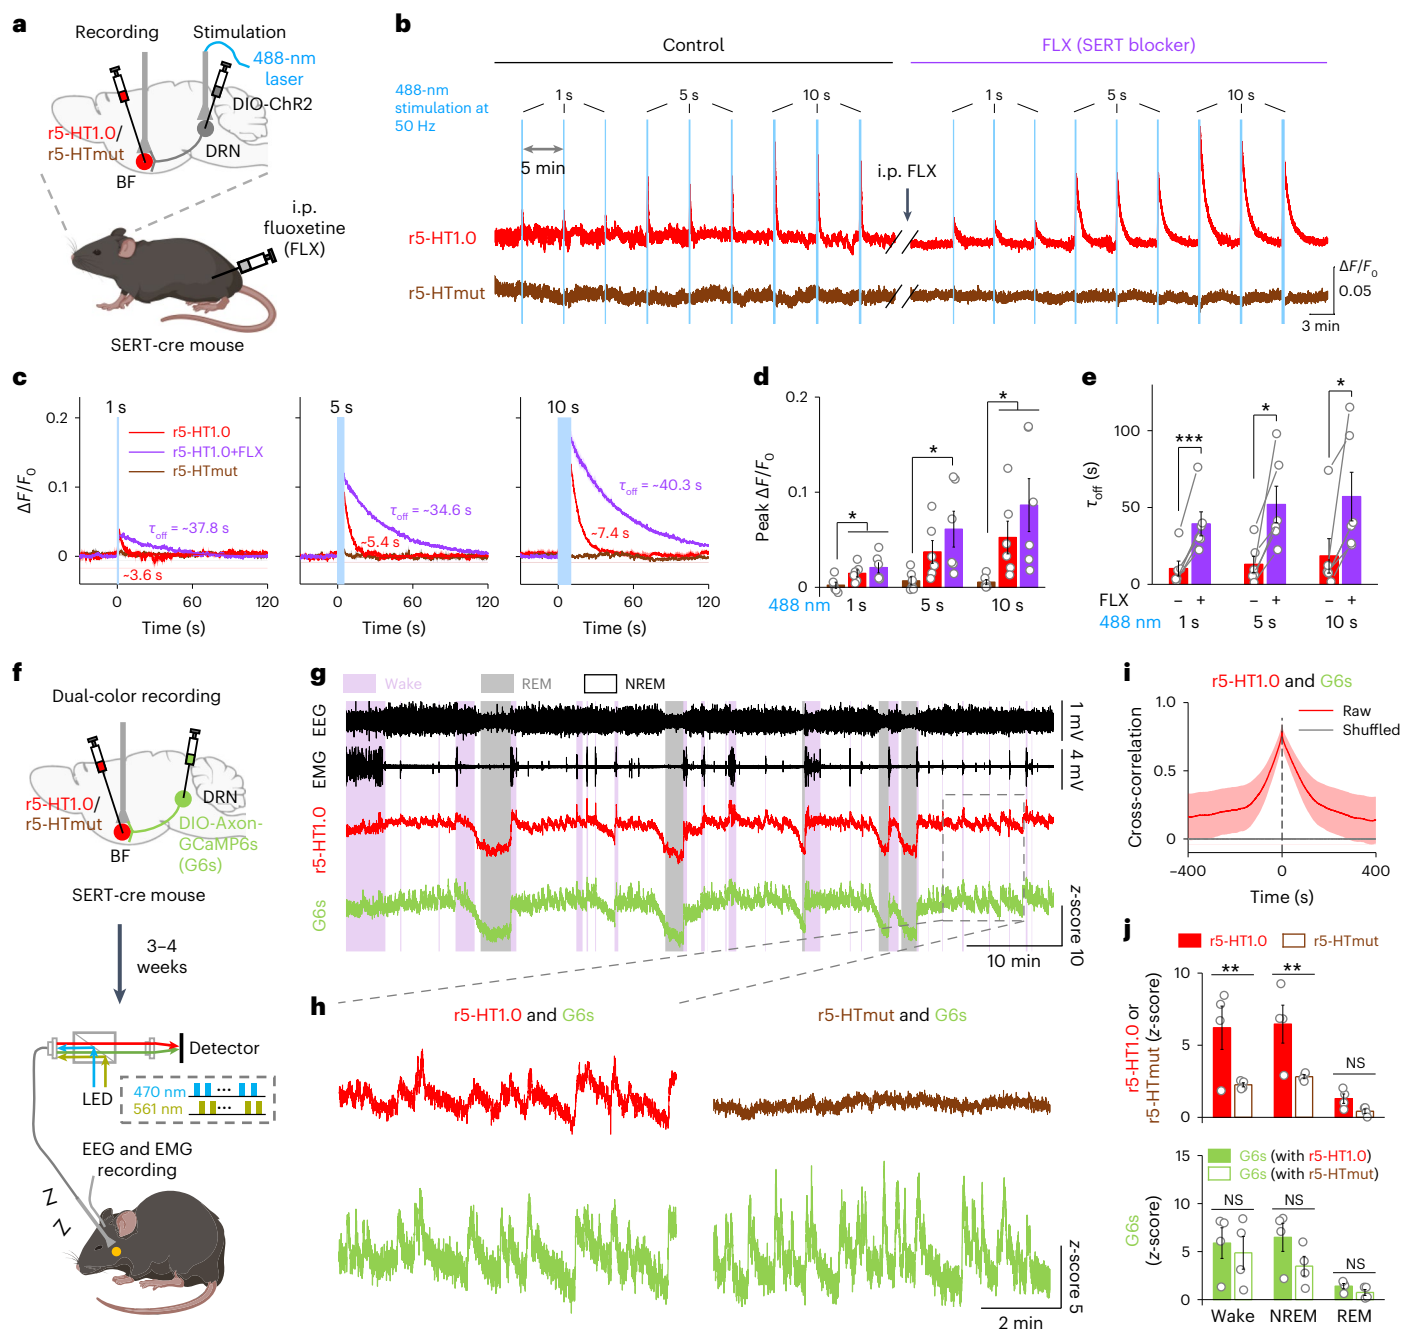 a
Recording
Stimulation
488-nm
laser
DIO-ChR2
r5-HT1.0/
r5-HTmut
DRN
BF
i.p.
fluoxetine
(FLX)
SERT-cre mouse
b
Control
FLX (SERT blocker)
488-nm
stimulation at
50 Hz
1 s
5 s
10 s
1 s
5 s
10 s
5 min
i.p. FLX
r5-HT1.0
r5-HTmut
ΔF/F0
0.05
3 min
c
1 s
5 s
10 s
r5-HT1.0
r5-HT1.0+FLX
r5-HTmut
ΔF/F0
0.2
0.1
0
τoff = ~37.8 s
~3.6 s
τoff = ~34.6 s
~5.4 s
τoff = ~40.3 s
~7.4 s
0 60 120
0 60 120
0 60 120
Time (s)
Time (s)
Time (s)
d
Peak ΔF/F0
0.2
0.1
0
*
*
*
488 nm
1 s
5 s
10 s
e
τoff (s)
100
50
0
***
*
*
FLX
– + – + – +
488 nm
1 s
5 s
10 s
f
Dual-color recording
r5-HT1.0/
r5-HTmut
DRN
DIO-Axon-
GCaMP6s
(G6s)
BF
SERT-cre mouse
3–4
weeks
Detector
LED
470 nm
561 nm
EEG and EMG
recording
Z
Z
g
Wake
REM
NREM
EEG
1 mV
EMG
4 mV
r5-HT1.0
G6s
z-score 10
10 min
h
r5-HT1.0 and G6s
r5-HTmut and G6s
z-score 5
2 min
i
r5-HT1.0 and G6s
Raw
Shuffled
Cross-correlation
1.0
0.5
0
–400 0 400
Time (s)
j
r5-HT1.0
r5-HTmut
r5-HT1.0 or
r5-HTmut (z-score)
10
5
0
**
**
NS
G6s (with r5-HT1.0)
G6s (with r5-HTmut)
G6s
(z-score)
15
10
5
0
NS
NS
NS
Wake
NREM
REM